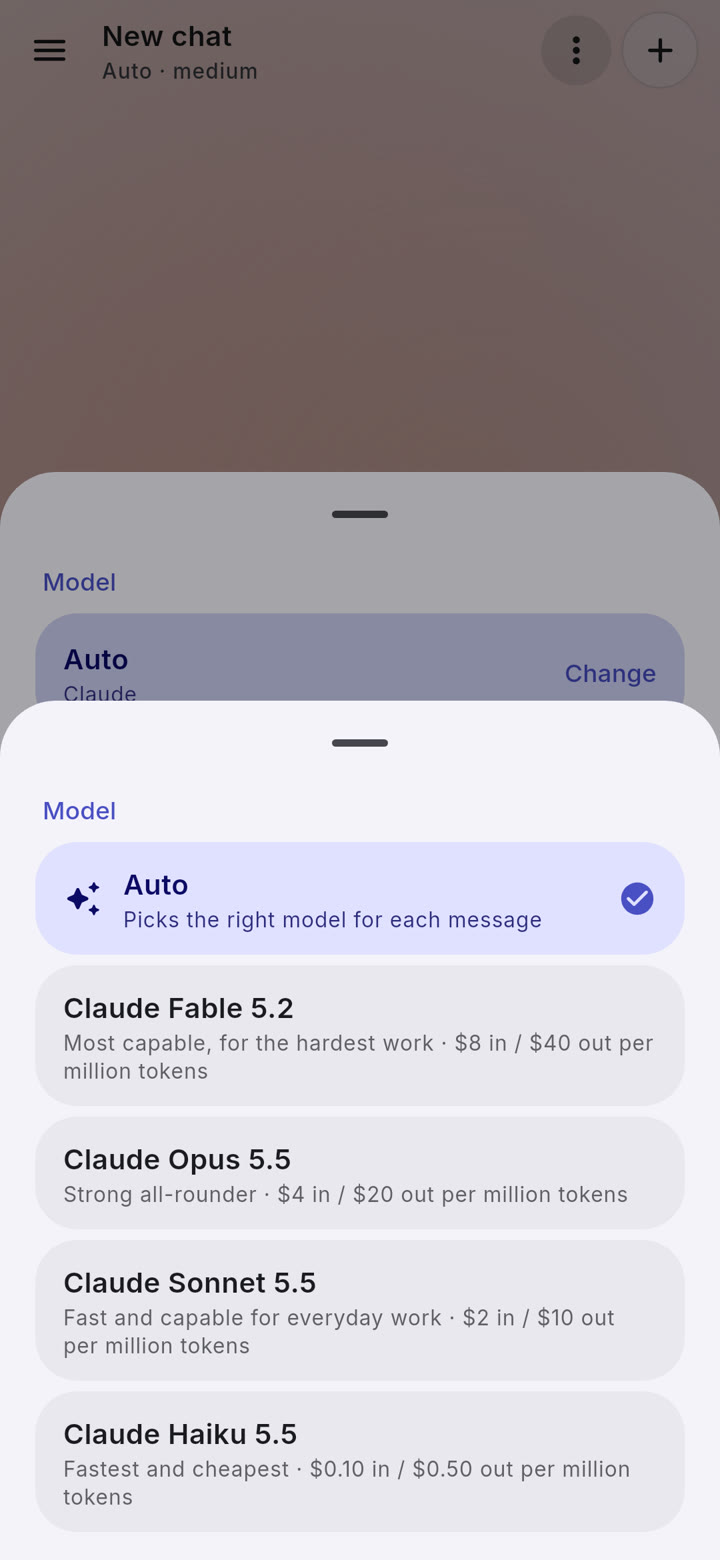 New chat
Auto · medium
Model
Auto
Change
Claude
Model
Auto
Picks the right model for each message
Claude Fable 5.2
Most capable, for the hardest work · $8 in / $40 out per
million tokens
Claude Opus 5.5
Strong all-rounder · $4 in / $20 out per million tokens
Claude Sonnet 5.5
Fast and capable for everyday work · $2 in / $10 out
per million tokens
Claude Haiku 5.5
Fastest and cheapest · $0.10 in / $0.50 out per million
tokens